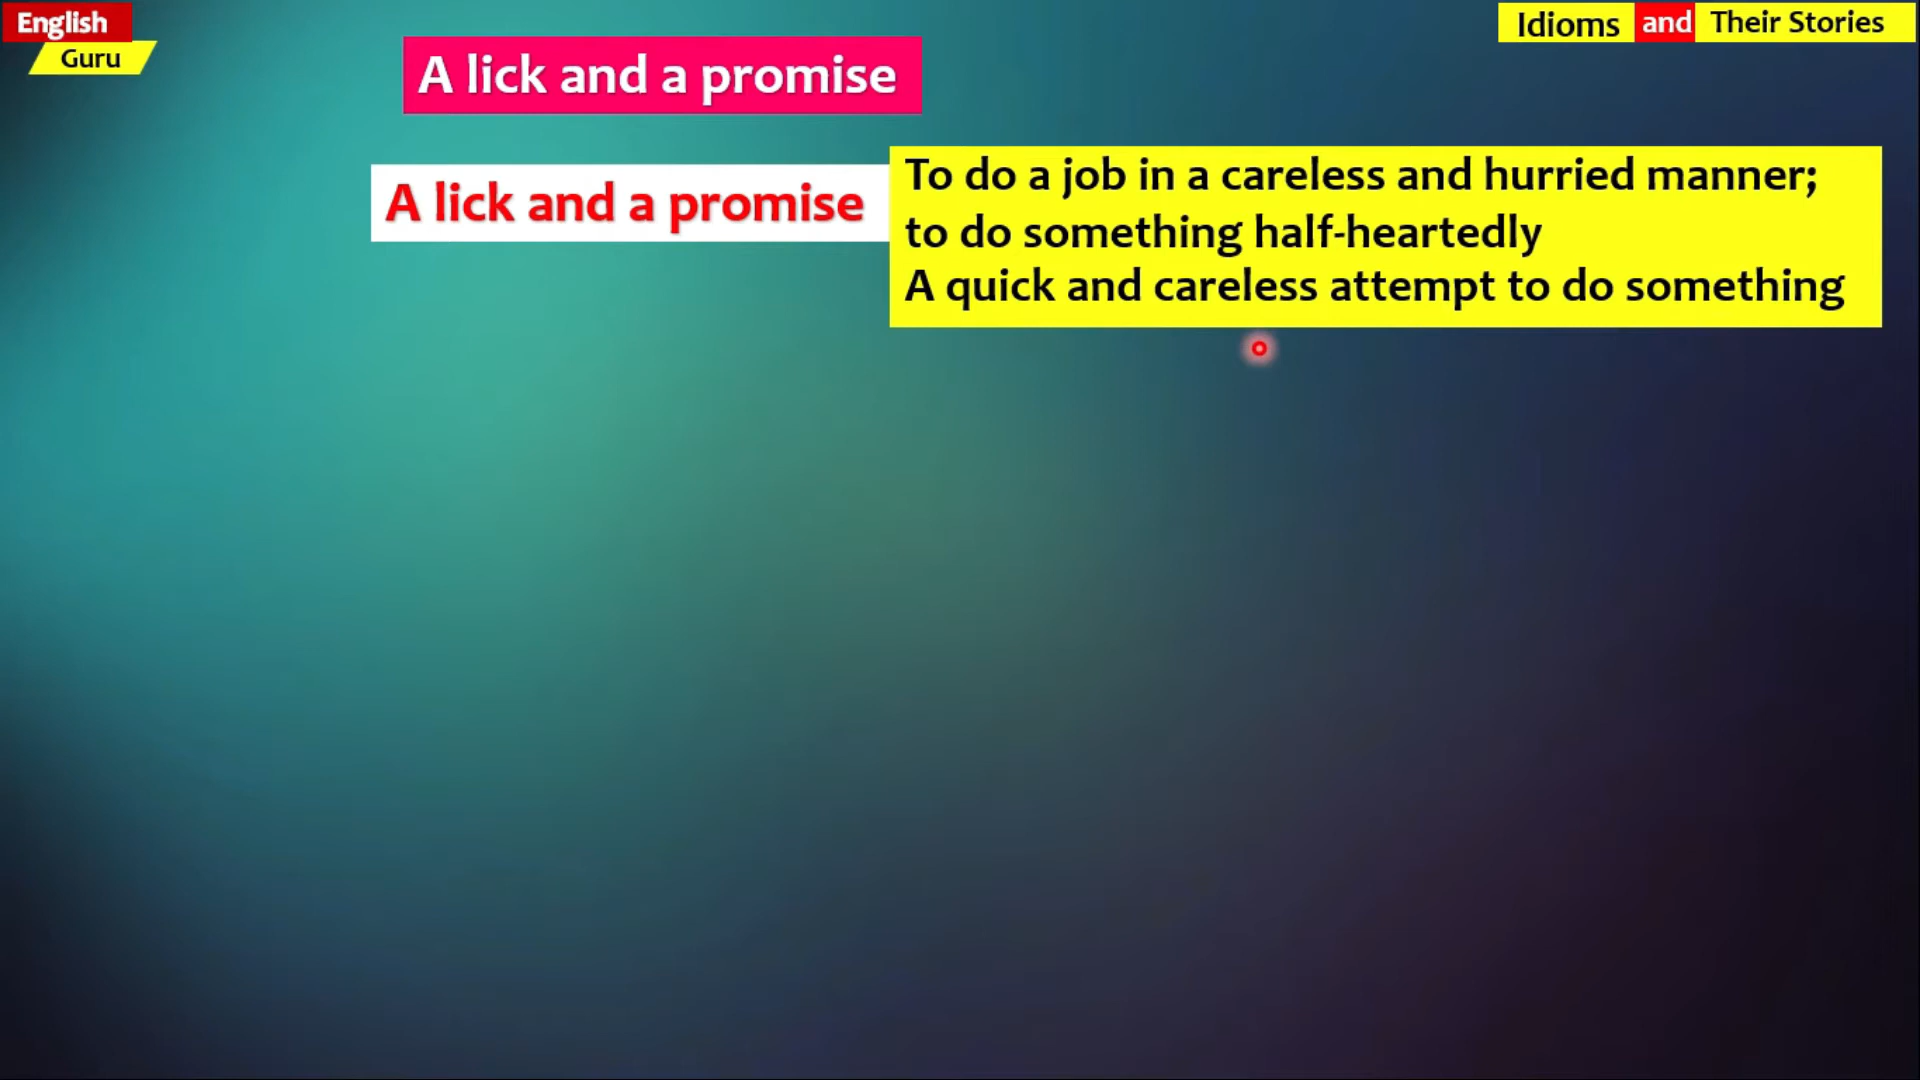 English
Guru
Idioms and Their Stories
A lick and a promise
A lick and a promise
To do a job in a careless and hurried manner;
to do something half-heartedly
A quick and careless attempt to do something